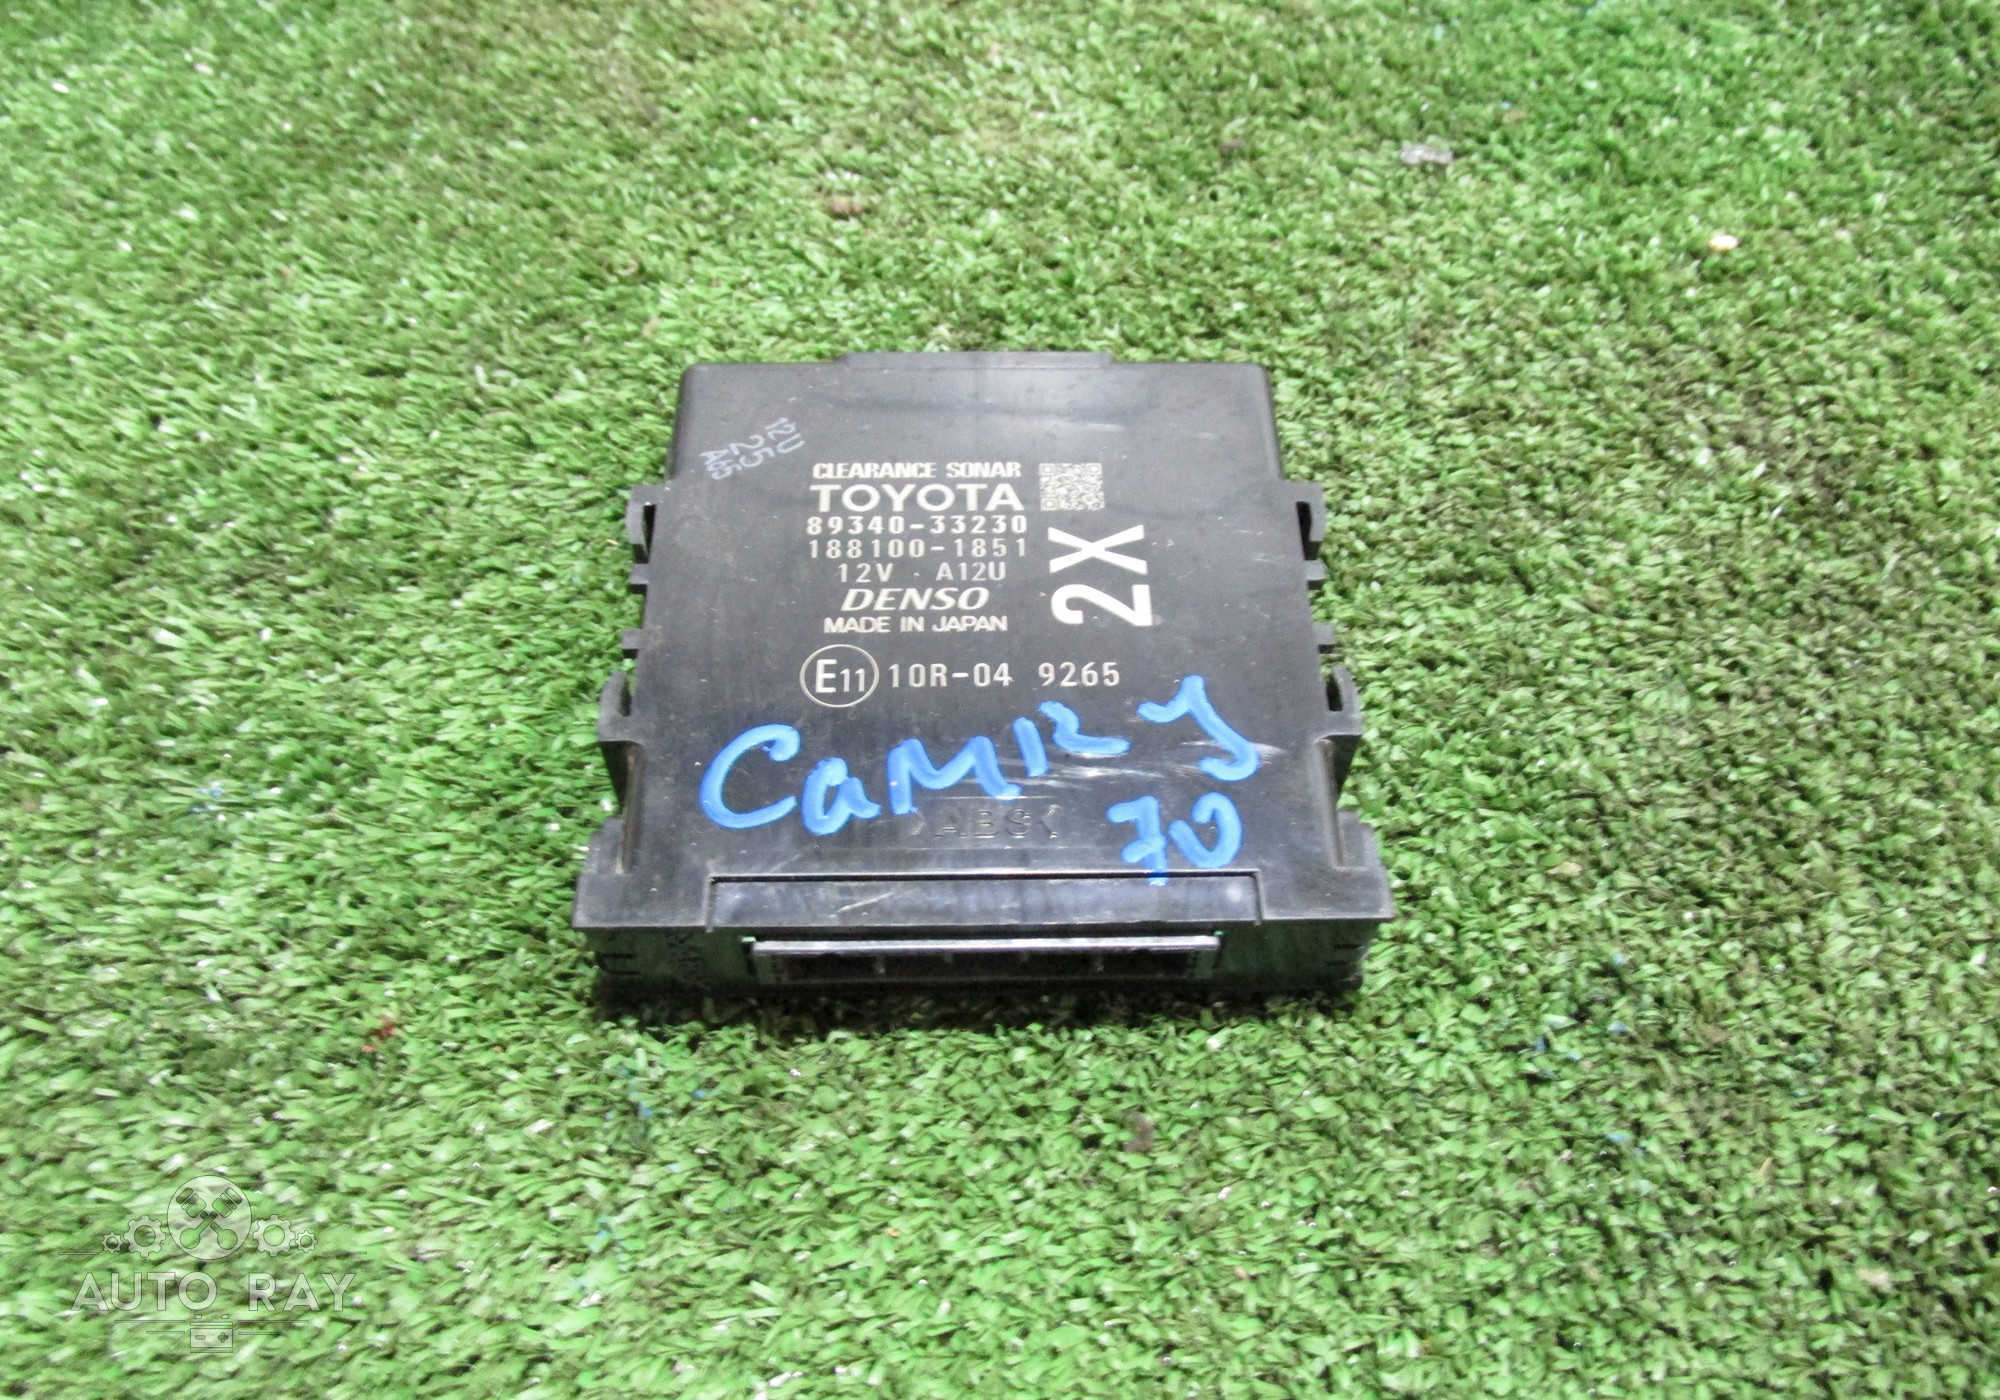 12U
25
CLEARANCE SONAR
TOYOTA
89340-33230
188100-1851
12V A12U
DENSO
MADE IN JAPAN
2X
E11 10R-04 9265
CAMRY
70
>ABS<
AUTO RAY